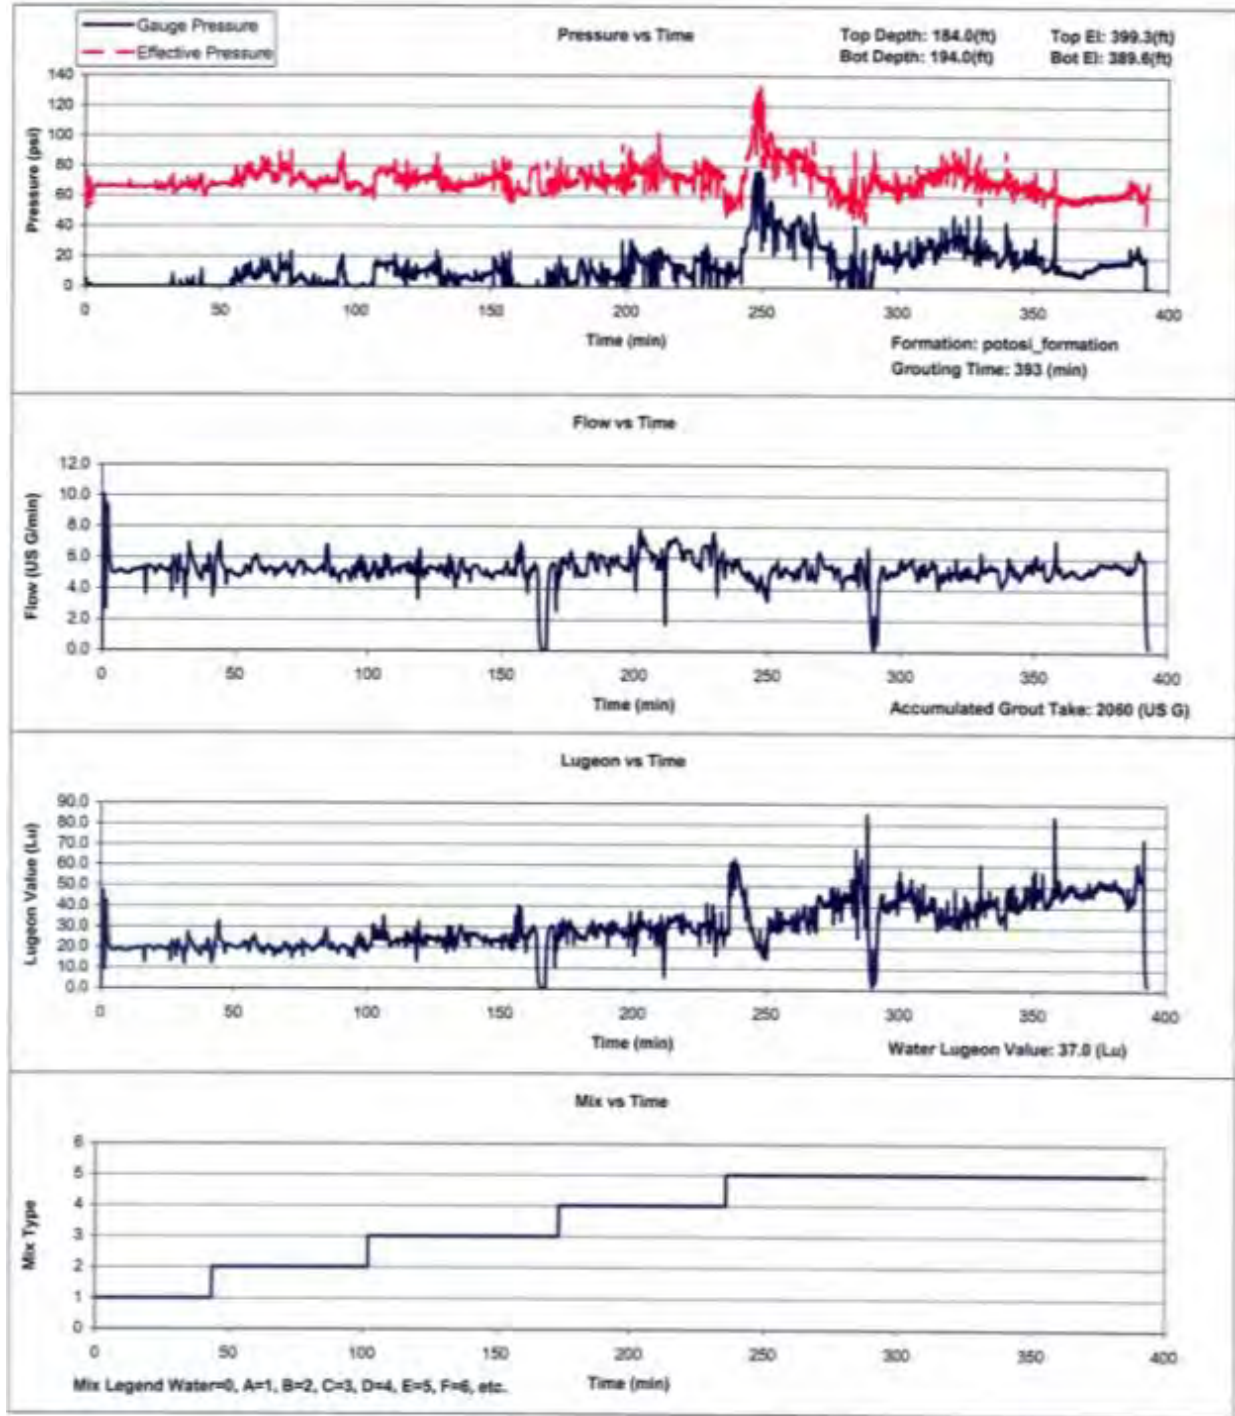 Gauge Pressure
Effective Pressure
Pressure vs Time
Top Depth: 184.0(ft) Top El: 399.3(ft)
Bot Depth: 194.0(ft) Bot El: 389.6(ft)
Pressure (psi)
140
120
100
80
60
40
20
0
0 50 100 150 200 250 300 350 400
Time (min)
Formation: potosi_formation
Grouting Time: 393 (min)
Flow vs Time
Flow (US G/min)
12.0
10.0
8.0
6.0
4.0
2.0
0.0
0 50 100 150 200 250 300 350 400
Time (min)
Accumulated Grout Take: 2060 (US G)
Lugeon vs Time
Lugeon Value (Lu)
90.0
80.0
70.0
60.0
50.0
40.0
30.0
20.0
10.0
0.0
0 50 100 150 200 250 300 350 400
Time (min)
Water Lugeon Value: 37.0 (Lu)
Mix vs Time
Mix Type
6
5
4
3
2
1
0
0 50 100 150 200 250 300 350 400
Mix Legend Water=0, A=1, B=2, C=3, D=4, E=5, F=6, etc. Time (min)